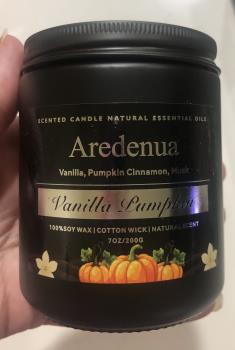 SCENTED CANDLE NATURAL ESSENTIAL OILS
Aredenua
Vanilla, Pumpkin Cinnamon, Musk
Vanilla Pumpkin
100%SOY WAX | COTTON WICK | NATURAL SCENT
7OZ/200G